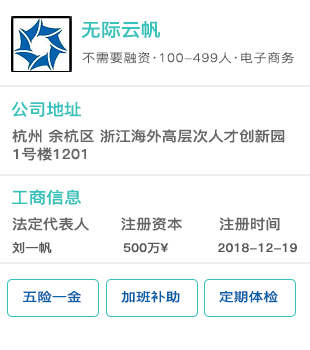 无际云帆
不需要融资·100-499人·电子商务
公司地址
杭州 余杭区 浙江海外高层次人才创新园
1号楼1201
工商信息
法定代表人 注册资本 注册时间
刘一帆 500万¥ 2018-12-19
五险一金 加班补助 定期体检